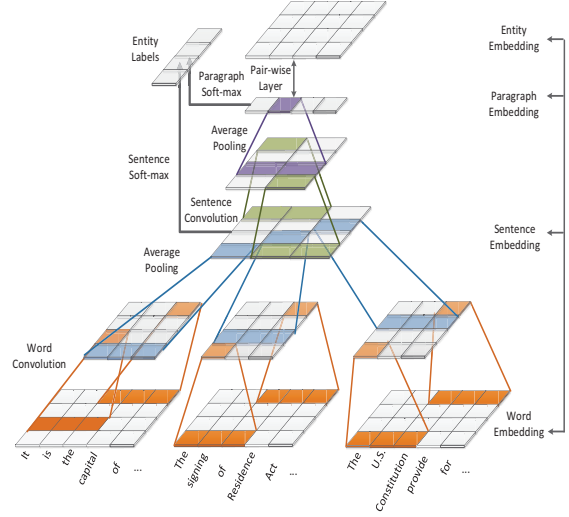 Entity
Labels
Entity
Embedding
Paragraph
Soft-max
Pair-wise
Layer
Paragraph
Embedding
Average
Pooling
Sentence
Soft-max
Sentence
Convolution
Sentence
Embedding
Average
Pooling
Word
Convolution
Word
Embedding
It is the capital of ...
The signing of Residence Act ...
The U.S. Constitution provide for ...